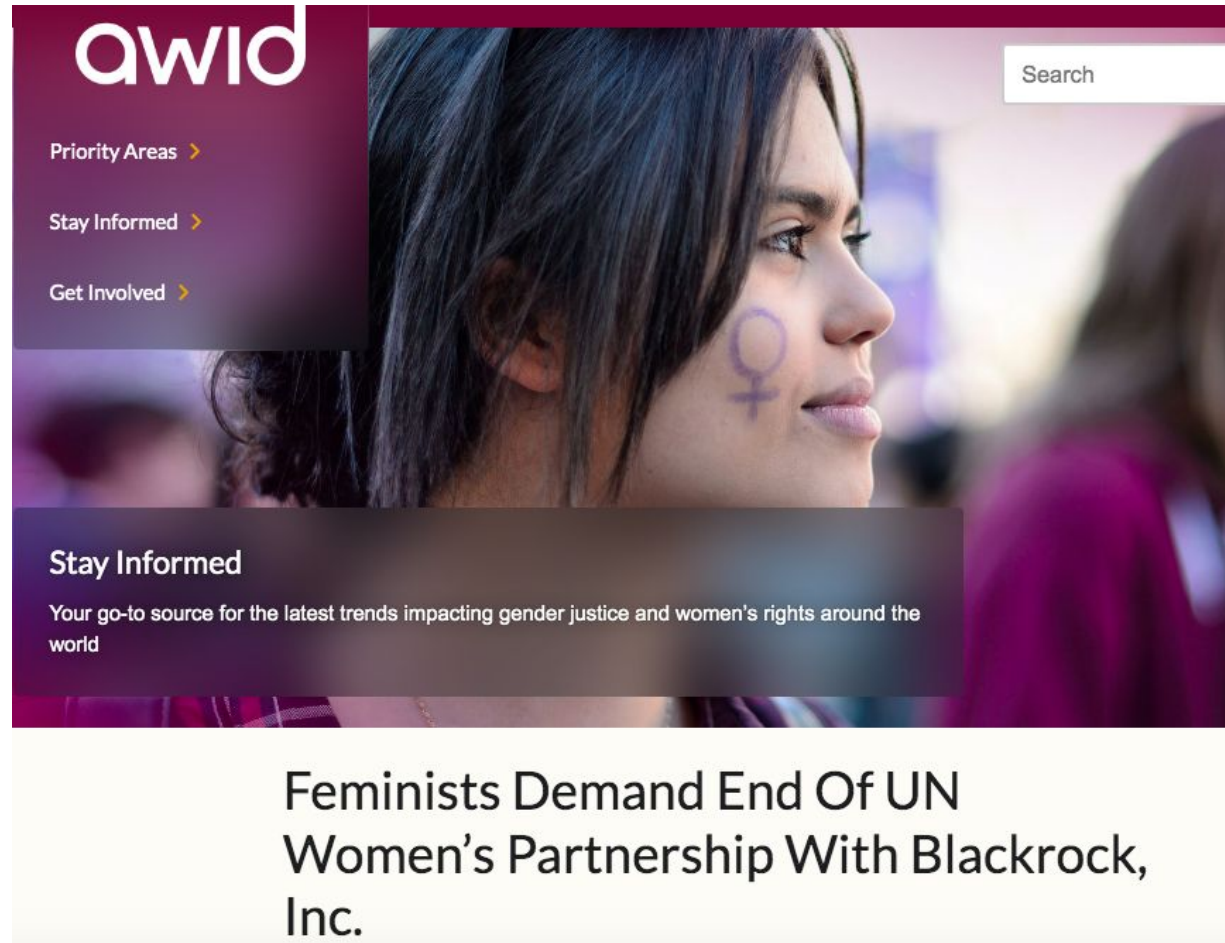 awid
Search
Priority Areas >
Stay Informed >
Get Involved >
Stay Informed
Your go-to source for the latest trends impacting gender justice and women's rights around the
world
Feminists Demand End Of UN
Women’s Partnership With Blackrock,
Inc.